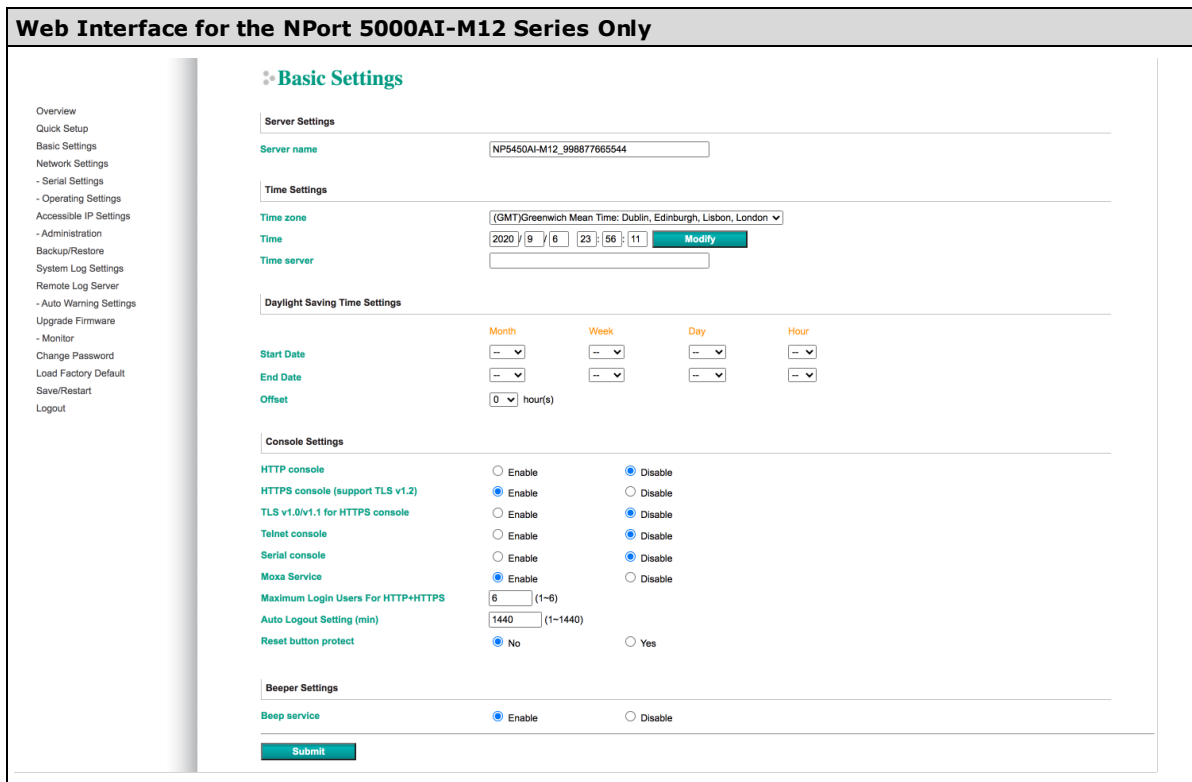 Web Interface for the NPort 5000AI-M12 Series Only
Overview
Quick Setup
Basic Settings
Network Settings
- Serial Settings
- Operating Settings
Accessible IP Settings
- Administration
Backup/Restore
System Log Settings
Remote Log Server
- Auto Warning Settings
Upgrade Firmware
- Monitor
Change Password
Load Factory Default
Save/Restart
Logout
Basic Settings
Server Settings
Server name NP5450AI-M12_998877665544
Time Settings
Time zone (GMT)Greenwich Mean Time: Dublin, Edinburgh, Lisbon, London
Time 2020 / 9 / 6 23 : 56 : 11 Modify
Time server
Daylight Saving Time Settings
Month Week Day Hour
Start Date -- -- -- --
End Date -- -- -- --
Offset 0 hour(s)
Console Settings
HTTP console Enable Disable
HTTPS console (support TLS v1.2) Enable Disable
TLS v1.0/v1.1 for HTTPS console Enable Disable
Telnet console Enable Disable
Serial console Enable Disable
Moxa Service Enable Disable
Maximum Login Users For HTTP+HTTPS 6 (1~6)
Auto Logout Setting (min) 1440 (1~1440)
Reset button protect No Yes
Beeper Settings
Beep service Enable Disable
Submit